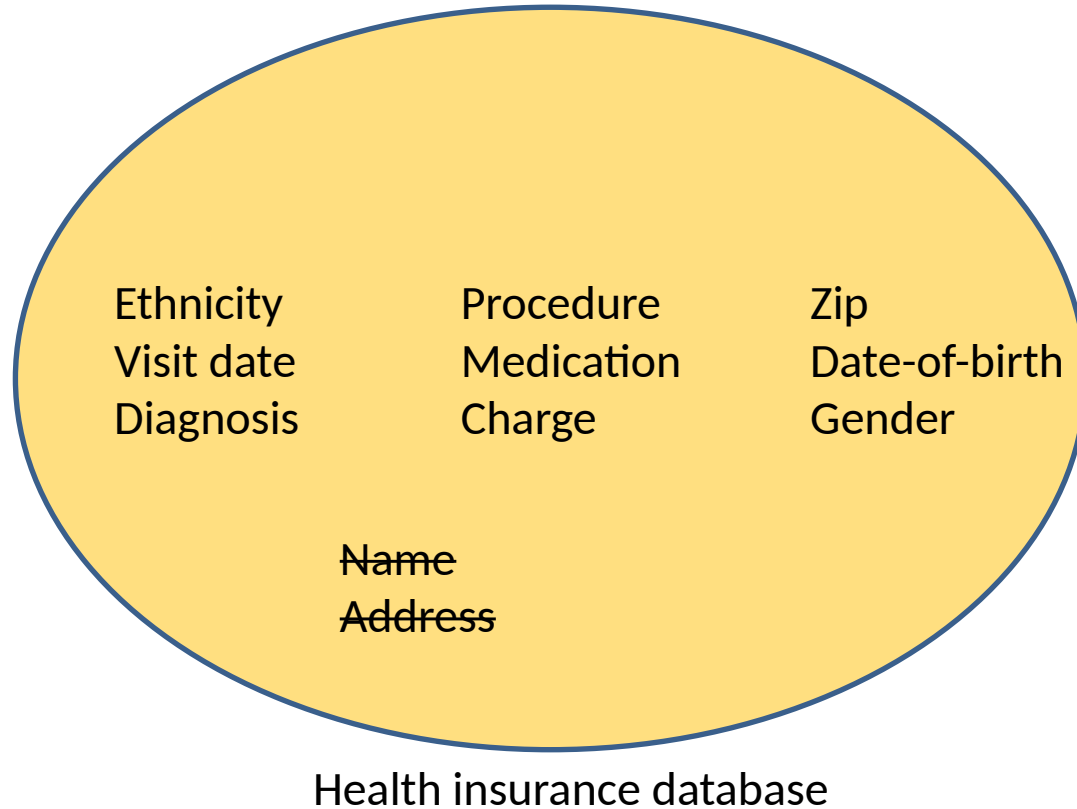 Ethnicity
Visit date
Diagnosis
Procedure
Medication
Charge
Zip
Date-of-birth
Gender
Name
Address
Health insurance database